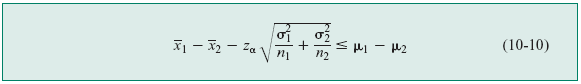 x̄₁ − x̄₂ − z_α √(σ₁²/n₁ + σ₂²/n₂) ≤ μ₁ − μ₂ (10-10)